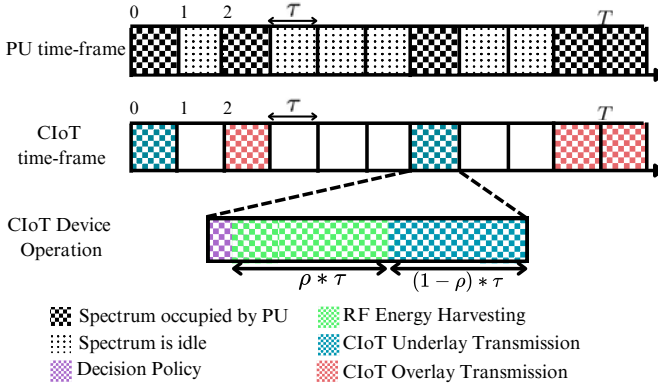 0 1 2 τ T
PU time-frame
0 1 2 τ T
CIoT
time-frame
CIoT Device
Operation
ρ * τ (1 − ρ) * τ
Spectrum occupied by PU
RF Energy Harvesting
Spectrum is idle
CIoT Underlay Transmission
Decision Policy
CIoT Overlay Transmission